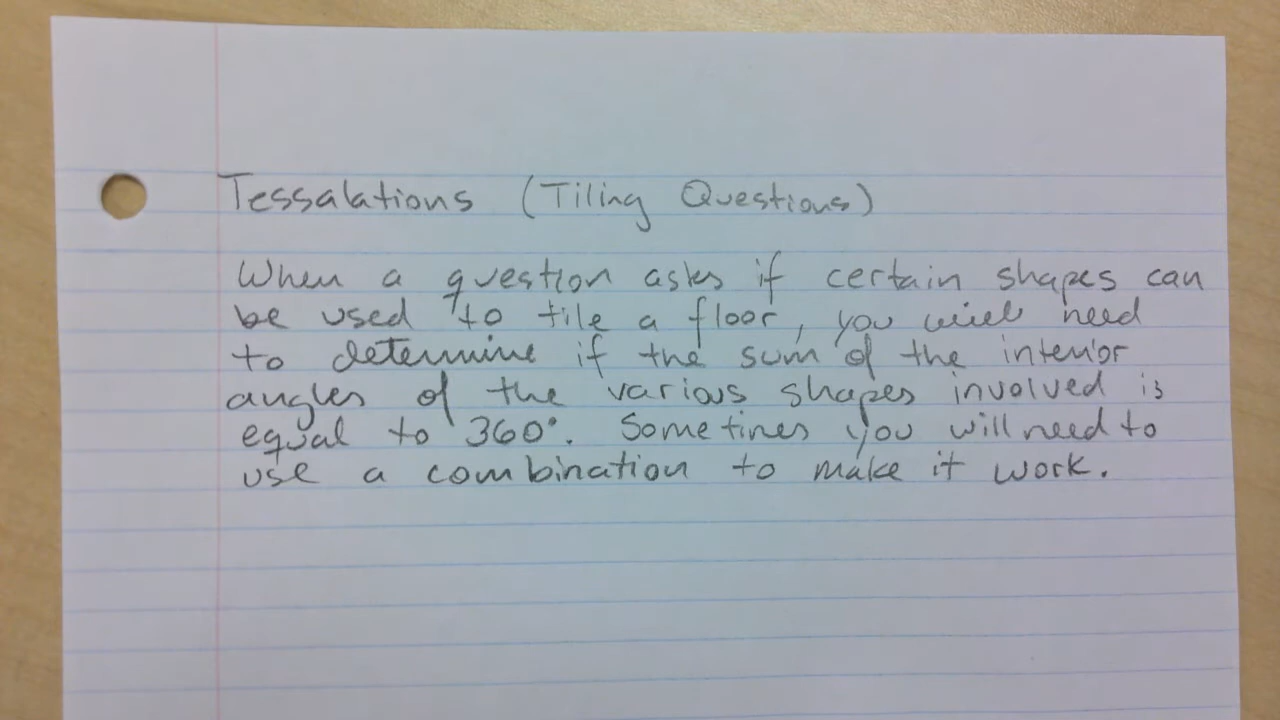 Tessalations (Tiling Questions)
When a question asks if certain shapes can
be used to tile a floor, you will need
to determine if the sum of the interior
angles of the various shapes involved is
equal to 360°. Sometimes you will need to
use a combination to make it work.